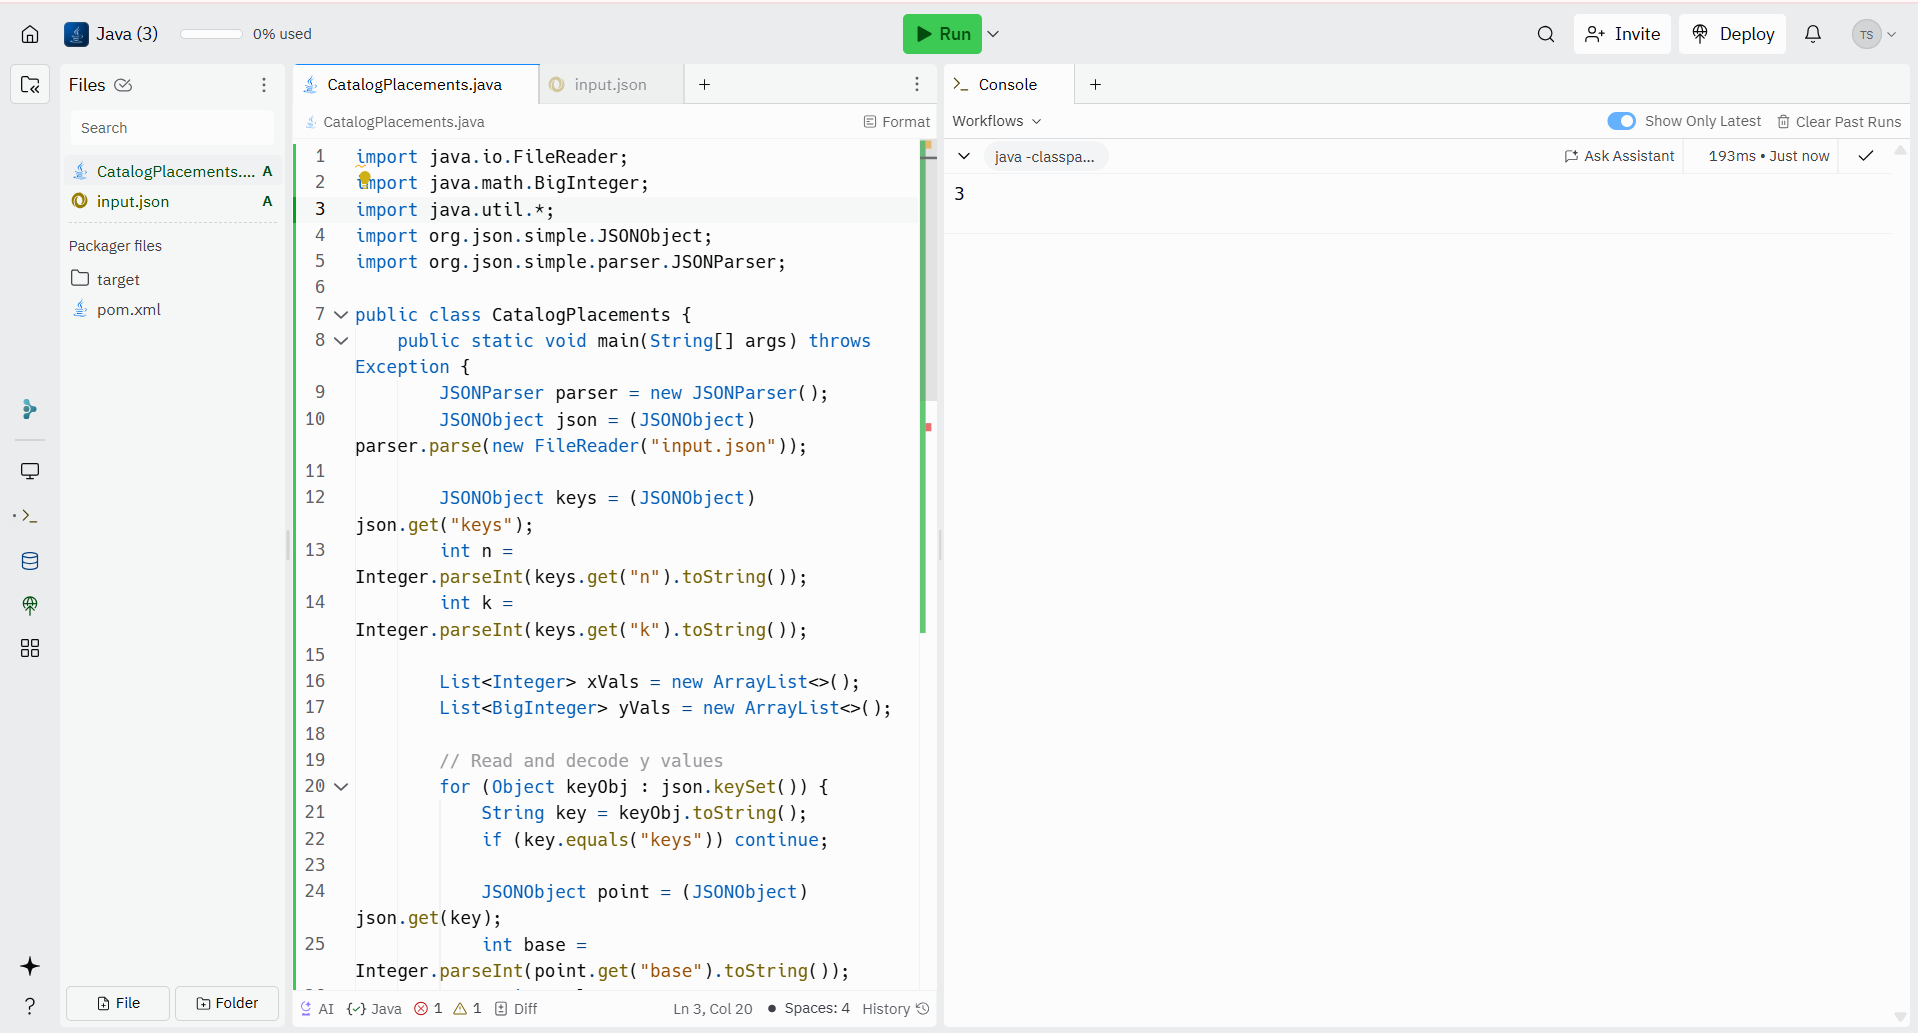 Java (3)
0% used
Run
Invite
Deploy
TS
Files
Search
CatalogPlacements.... A
input.json A
Packager files
target
pom.xml
File
Folder
CatalogPlacements.java
input.json
CatalogPlacements.java
Format
1 import java.io.FileReader;
2 import java.math.BigInteger;
3 import java.util.*;
4 import org.json.simple.JSONObject;
5 import org.json.simple.parser.JSONParser;
6
7 public class CatalogPlacements {
8 public static void main(String[] args) throws
Exception {
9 JSONParser parser = new JSONParser();
10 JSONObject json = (JSONObject)
parser.parse(new FileReader("input.json"));
11
12 JSONObject keys = (JSONObject)
json.get("keys");
13 int n =
Integer.parseInt(keys.get("n").toString());
14 int k =
Integer.parseInt(keys.get("k").toString());
15
16 List<Integer> xVals = new ArrayList<>();
17 List<BigInteger> yVals = new ArrayList<>();
18
19 // Read and decode y values
20 for (Object keyObj : json.keySet()) {
21 String key = keyObj.toString();
22 if (key.equals("keys")) continue;
23
24 JSONObject point = (JSONObject)
json.get(key);
25 int base =
Integer.parseInt(point.get("base").toString());
AI
Java
1
1
Diff
Ln 3, Col 20
Spaces: 4
History
Console
Workflows
Show Only Latest
Clear Past Runs
java -classpa...
Ask Assistant
193ms • Just now
3